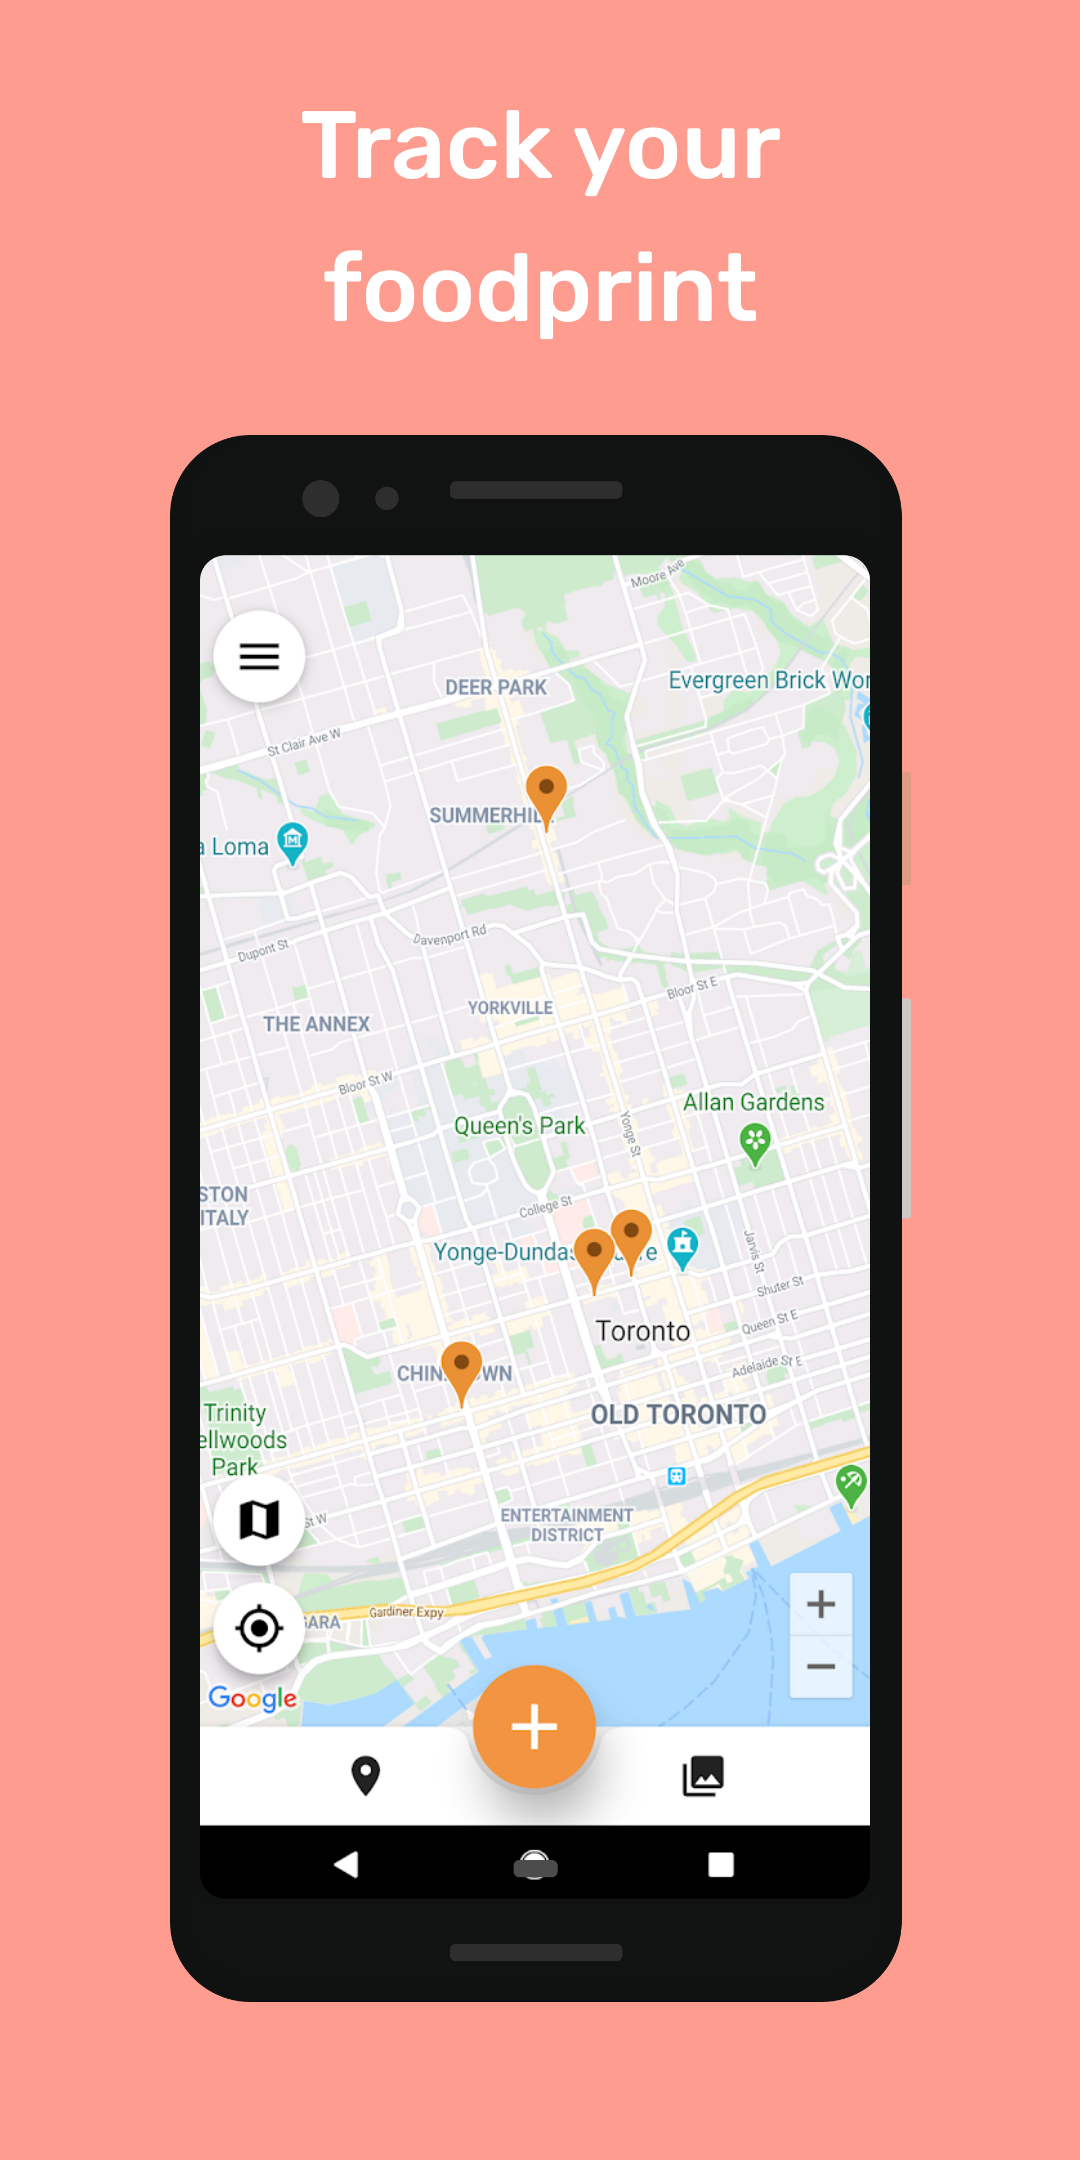 Track your
foodprint
Moore Ave
DEER PARK
Evergreen Brick Wor
St Clair Ave W
SUMMERHIL
a Loma
Davenport Rd
Dupont St
Bloor St E
YORKVILLE
THE ANNEX
Bloor St W
Allan Gardens
Queen's Park
Yonge St
STON
ITALY
College St
Yonge-Dundas
re
Jarvis St
Shuter St
Toronto
Queen St E
Adelaide St E
CHIN
WN
Trinity
ellwoods
Park
OLD TORONTO
St W
ENTERTAINMENT
DISTRICT
GARA
Gardiner Expy
Google